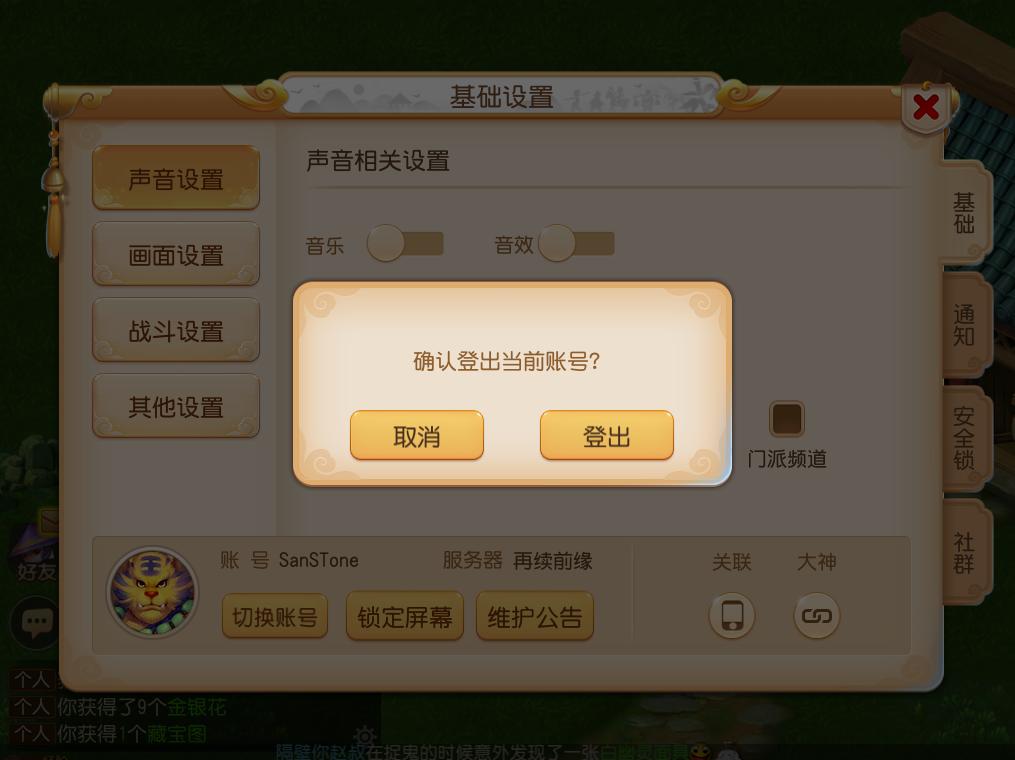 基础设置
声音设置
画面设置
战斗设置
其他设置
声音相关设置
音乐 音效
确认登出当前账号?
取消 登出
门派频道
账 号 SanSTone 服务器 再续前缘 关联 大神
切换账号 锁定屏幕 维护公告
基础
通知
安全锁
社群
好友
个人
个人 你获得了9个金银花
个人 你获得1个藏宝图
隔壁你赵叔在捉鬼的时候意外发现了一张白幽灵面具